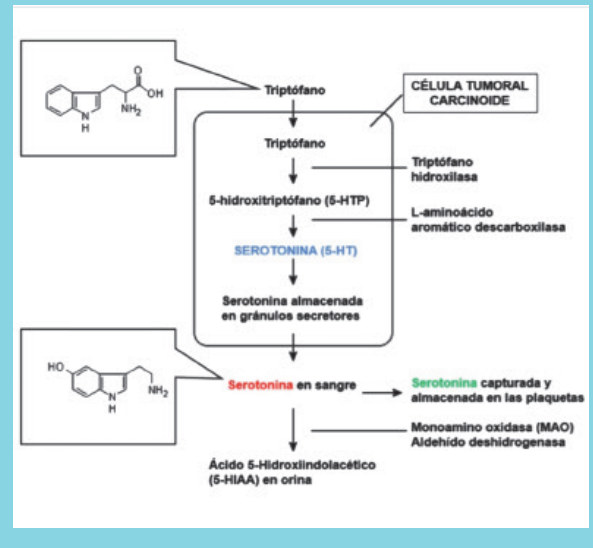 O
OH
NH₂
N
H
Triptófano
CÉLULA TUMORAL
CARCINOIDE
Triptófano
Triptófano
hidroxilasa
5-hidroxitriptófano (5-HTP)
L-aminoácido
aromático descarboxilasa
SEROTONINA (5-HT)
Serotonina almacenada
en gránulos secretores
HO
NH₂
N
H
Serotonina en sangre
Serotonina capturada y
almacenada en las plaquetas
Monoamino oxidasa (MAO)
Aldehído deshidrogenasa
Ácido 5-Hidroxiindolacético
(5-HIAA) en orina